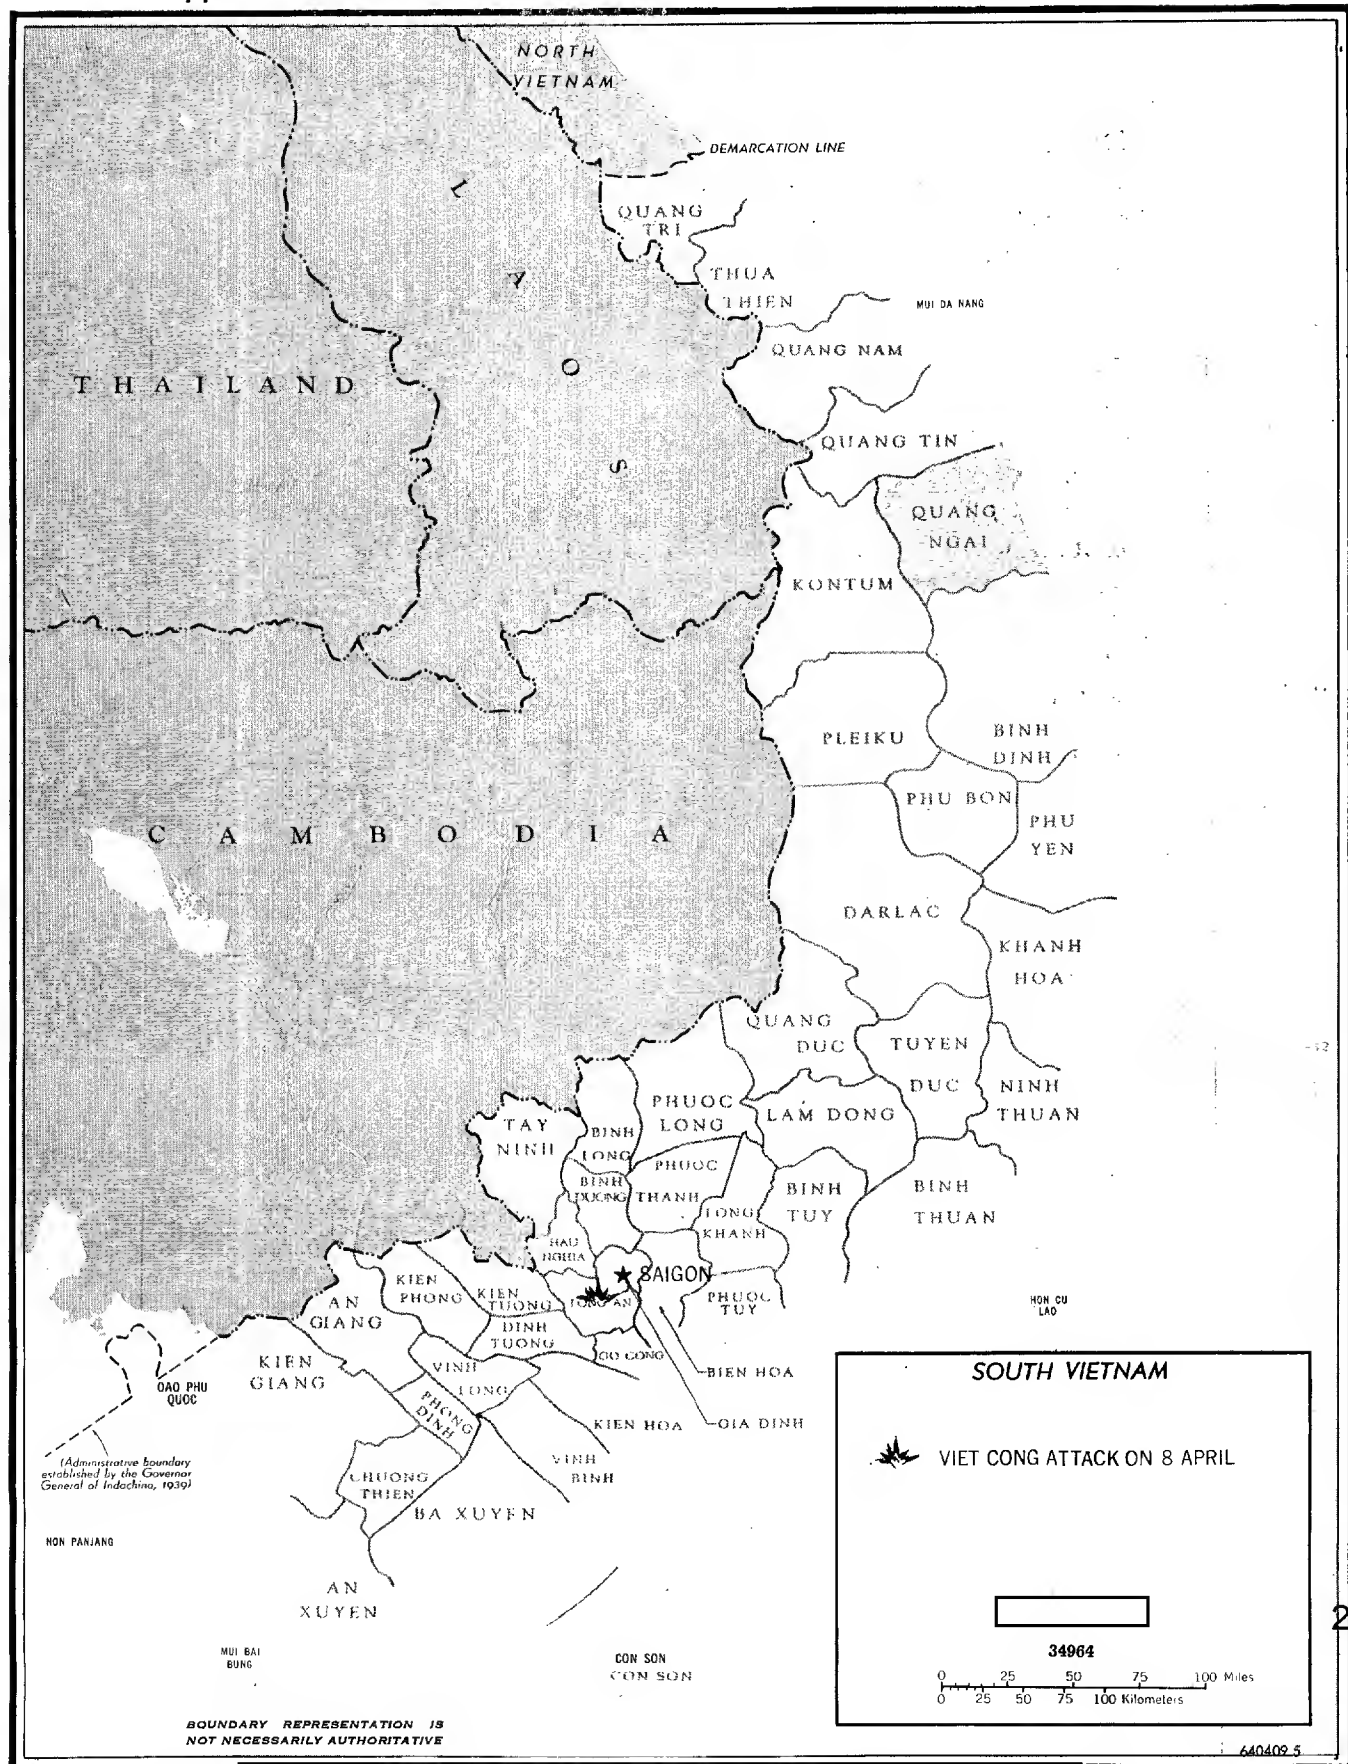 NORTH
VIETNAM
DEMARCATION LINE
L
A
O
S
QUANG
TRI
THUA
THIEN
MUI DA NANG
QUANG NAM
THAILAND
QUANG TIN
QUANG
NGAI
KONTUM
PLEIKU
BINH
DINH
PHU BON
PHU
YEN
CAMBODIA
DARLAC
KHANH
HOA
QUANG
DUC
TUYEN
DUC
NINH
THUAN
PHUOC
LONG
LAM DONG
TAY
NINH
BINH
LONG
PHUOC
THANH
BINH
DUONG
LONG
KHANH
BINH
TUY
BINH
THUAN
HAU
NGHIA
SAIGON
KIEN
PHONG
KIEN
TUONG
LONG AN
PHUOC
TUY
AN
GIANG
DINH
TUONG
HON CU
LAO
GO CONG
KIEN
GIANG
VINH
LONG
BIEN HOA
DAO PHU
QUOC
PHONG
DINH
KIEN HOA
GIA DINH
(Administrative boundary
established by the Governor
General of Indochina, 1939)
VINH
BINH
CHUONG
THIEN
BA XUYEN
HON PANJANG
AN
XUYEN
MUI BAI
BUNG
CON SON
CON SON
SOUTH VIETNAM
VIET CONG ATTACK ON 8 APRIL
34964
0 25 50 75 100 Miles
0 25 50 75 100 Kilometers
BOUNDARY REPRESENTATION IS
NOT NECESSARILY AUTHORITATIVE
640409 5
2